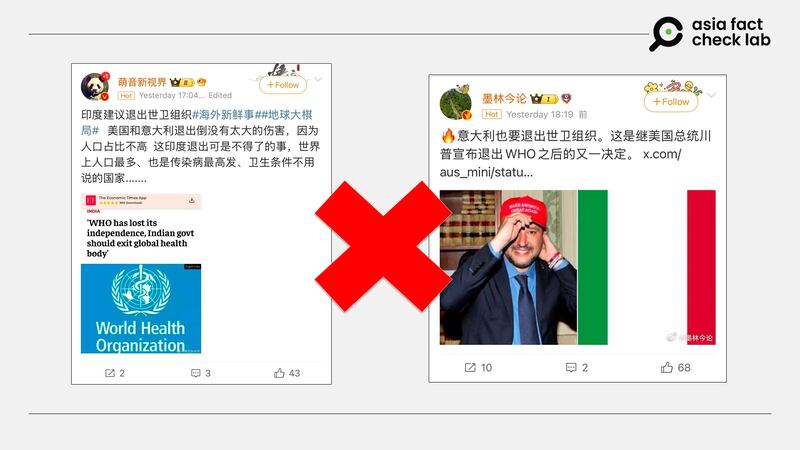 asia fact
check lab
萌音新视界
Hot Yesterday 17:04... Edited
+Follow
印度建议退出世卫组织#海外新鲜事##地球大棋
局# 美国和意大利退出倒没有太大的伤害，因为
人口占比不高 这印度退出可是不得了的事，世界
上人口最多、也是传染病最高发、卫生条件不用
说的国家.......
ET The Economic Times App
INDIA
'WHO has lost its
independence, Indian govt
should exit global health
body'
World Health
Organization
2 3 43
墨林今论
Hot Yesterday 18:19 前
+Follow
🔥意大利也要退出世卫组织。这是继美国总统川
普宣布退出 WHO 之后的又一决定。 x.com/
aus_mini/statu...
MAKE AMERICA
GREAT AGAIN
@墨林今论
10 2 68